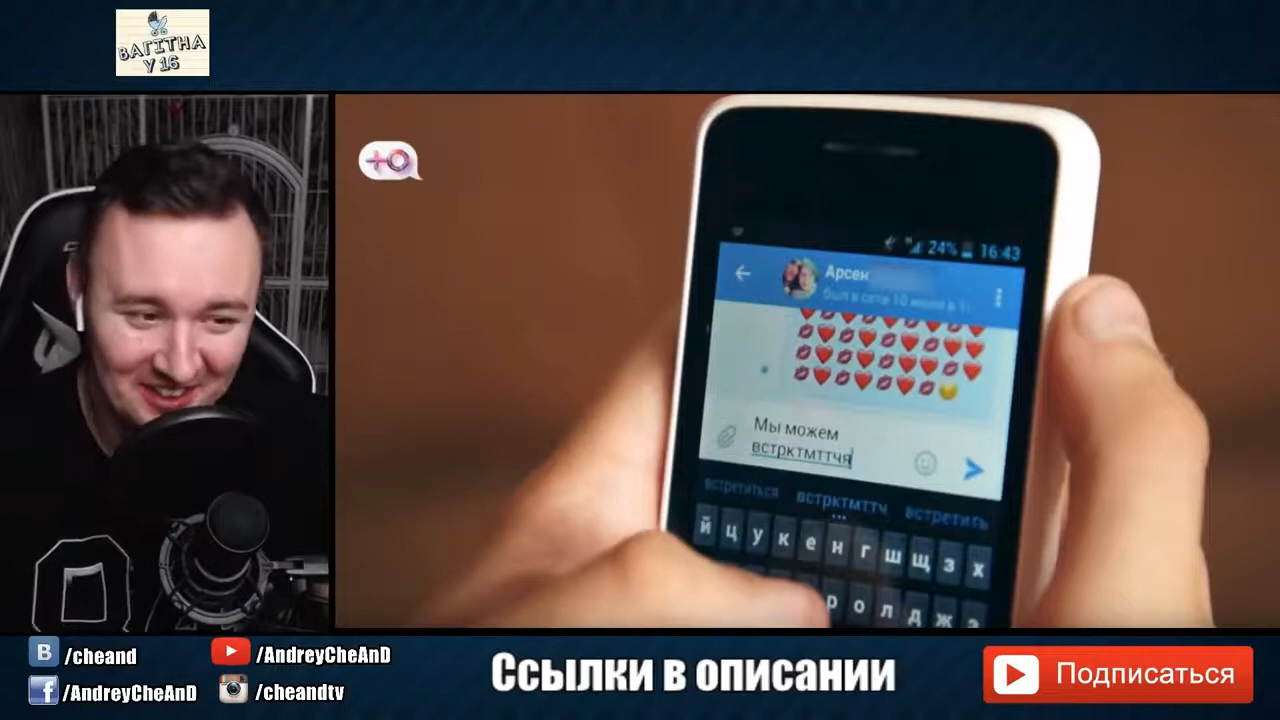 ВАГІТНА
У 16
Ю
24% 16:43
Арсен
Мы можем
встрктмттчя
встретиться встрктмттч встретить
й ц у к е н г ш щ з х
р о л д ж э
/cheand
/AndreyCheAnD
/AndreyCheAnD
/cheandtv
Ссылки в описании
Подписаться